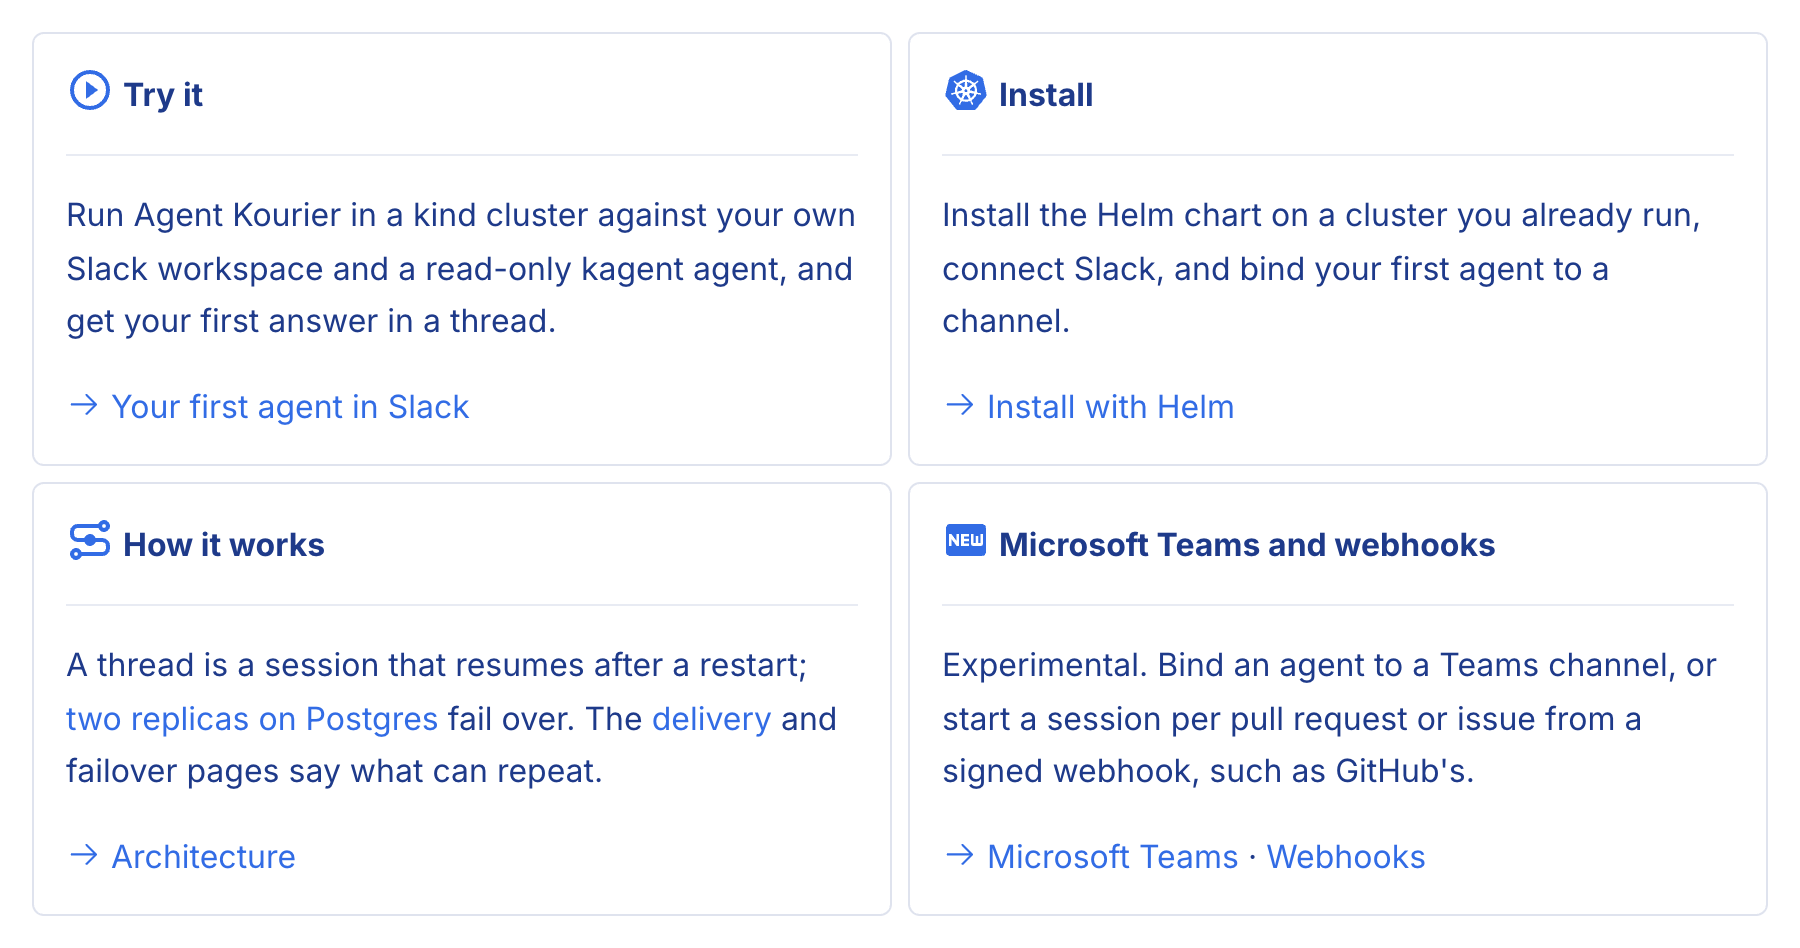 Try it
Run Agent Kourier in a kind cluster against your own
Slack workspace and a read-only kagent agent, and
get your first answer in a thread.
→ Your first agent in Slack
Install
Install the Helm chart on a cluster you already run,
connect Slack, and bind your first agent to a
channel.
→ Install with Helm
How it works
A thread is a session that resumes after a restart;
two replicas on Postgres fail over. The delivery and
failover pages say what can repeat.
→ Architecture
NEW Microsoft Teams and webhooks
Experimental. Bind an agent to a Teams channel, or
start a session per pull request or issue from a
signed webhook, such as GitHub's.
→ Microsoft Teams · Webhooks